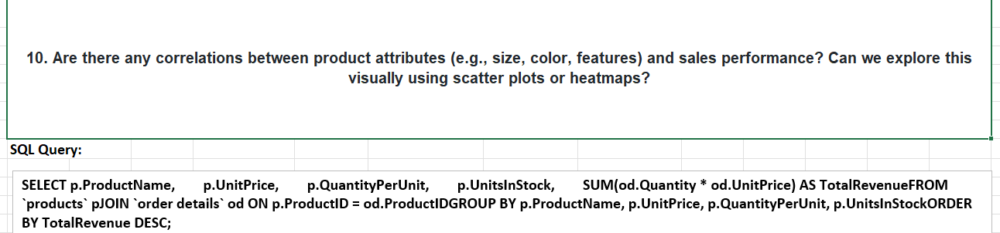 10. Are there any correlations between product attributes (e.g., size, color, features) and sales performance? Can we explore this
visually using scatter plots or heatmaps?
SQL Query:
SELECT p.ProductName, p.UnitPrice, p.QuantityPerUnit, p.UnitsInStock, SUM(od.Quantity * od.UnitPrice) AS TotalRevenueFROM
`products` pJOIN `order details` od ON p.ProductID = od.ProductIDGROUP BY p.ProductName, p.UnitPrice, p.QuantityPerUnit, p.UnitsInStockORDER
BY TotalRevenue DESC;